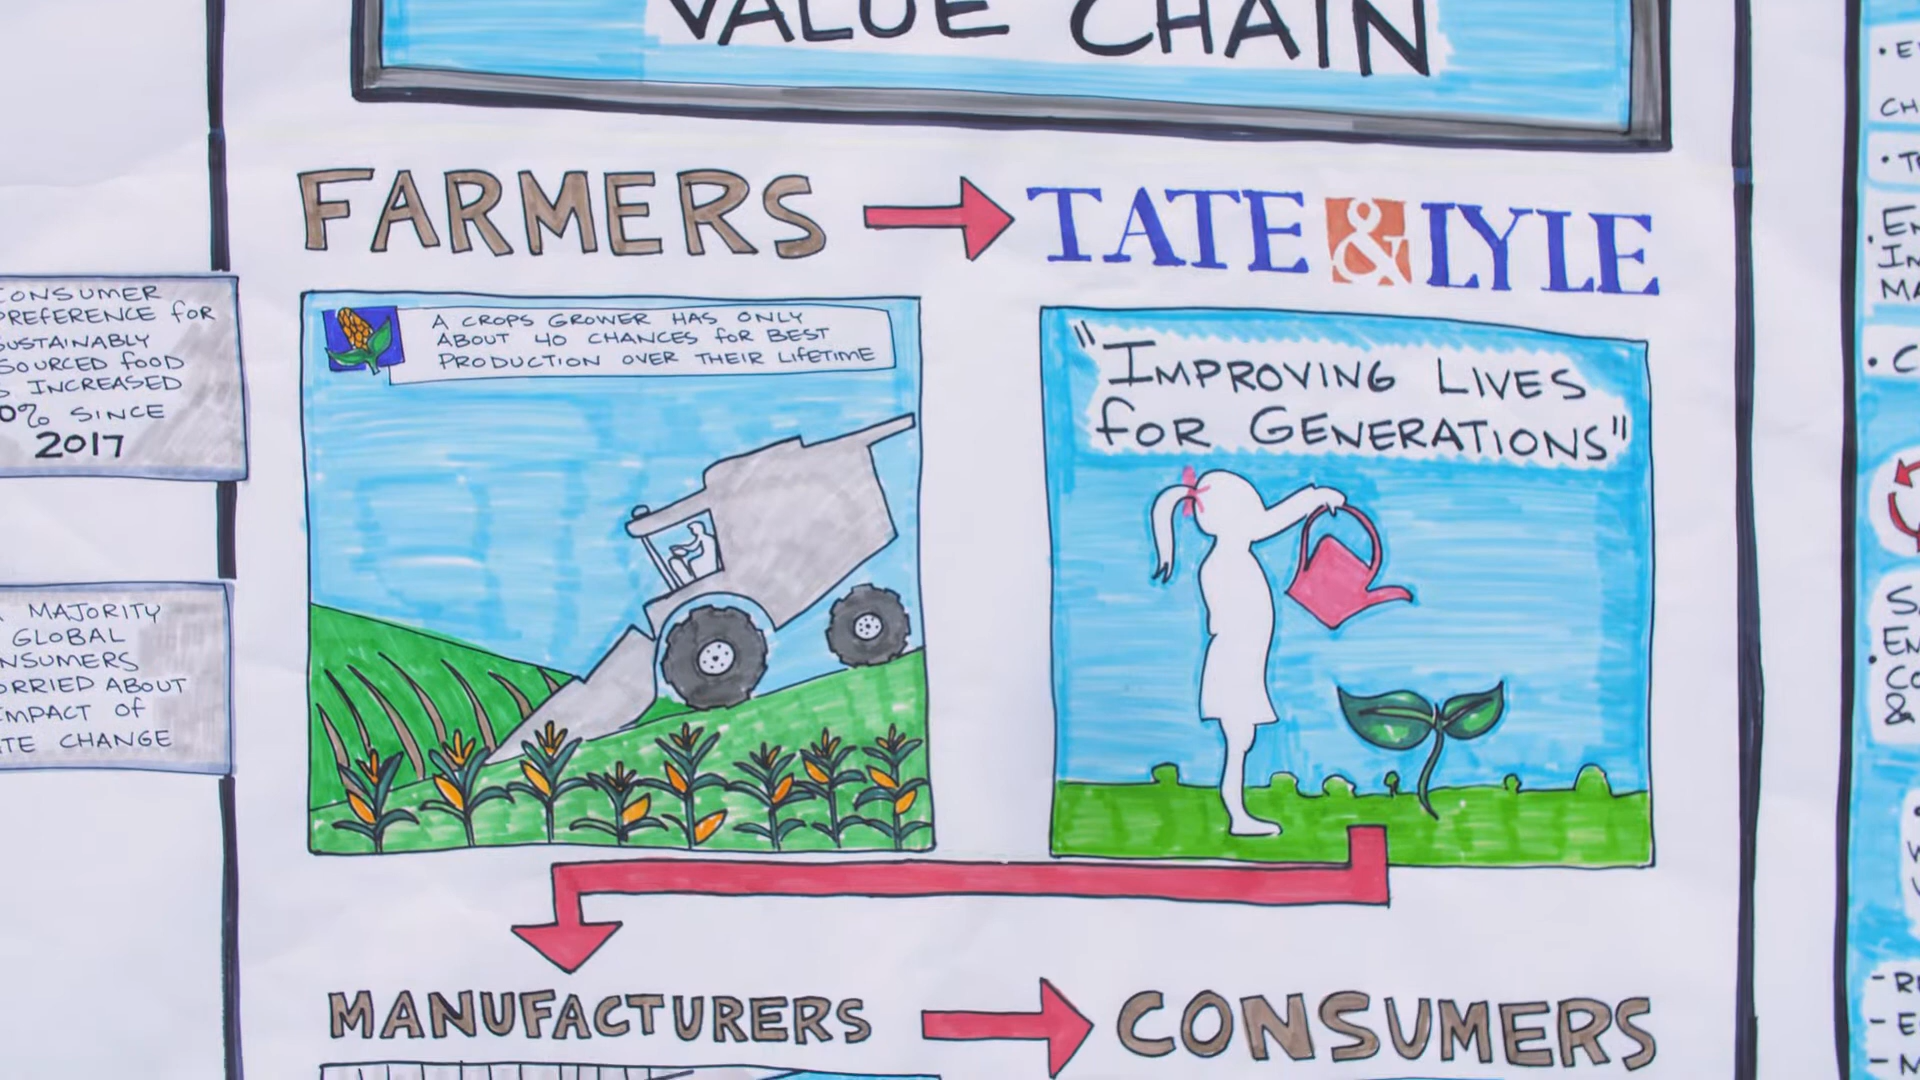 VALUE CHAIN
FARMERS
TATE & LYLE
A CROPS GROWER HAS ONLY
ABOUT 40 CHANCES FOR BEST
PRODUCTION OVER THEIR LIFETIME
"IMPROVING LIVES
FOR GENERATIONS"
MANUFACTURERS
CONSUMERS
CONSUMER
PREFERENCE FOR
SUSTAINABLY
SOURCED FOOD
INCREASED
0% SINCE
2017
MAJORITY
GLOBAL
ABOUT
IMPACT OF
CHANGE
&